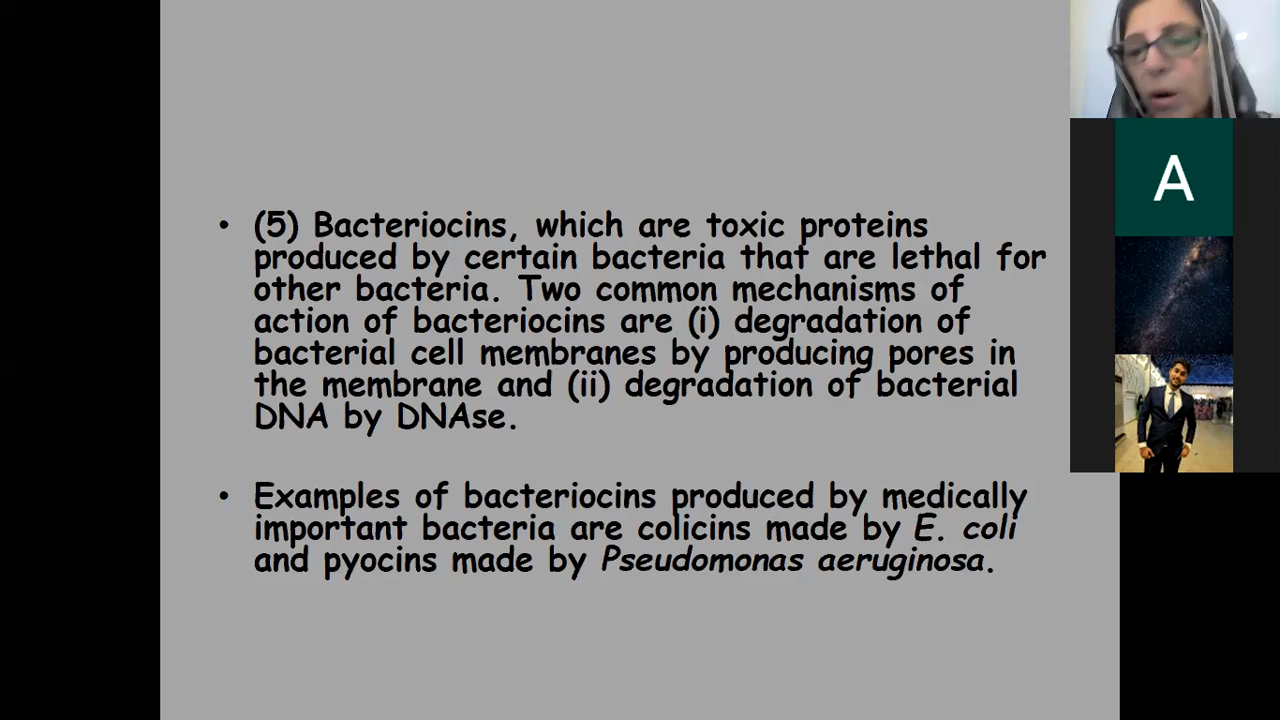 • (5) Bacteriocins, which are toxic proteins
produced by certain bacteria that are lethal for
other bacteria. Two common mechanisms of
action of bacteriocins are (i) degradation of
bacterial cell membranes by producing pores in
the membrane and (ii) degradation of bacterial
DNA by DNAse.
• Examples of bacteriocins produced by medically
important bacteria are colicins made by E. coli
and pyocins made by Pseudomonas aeruginosa.
A